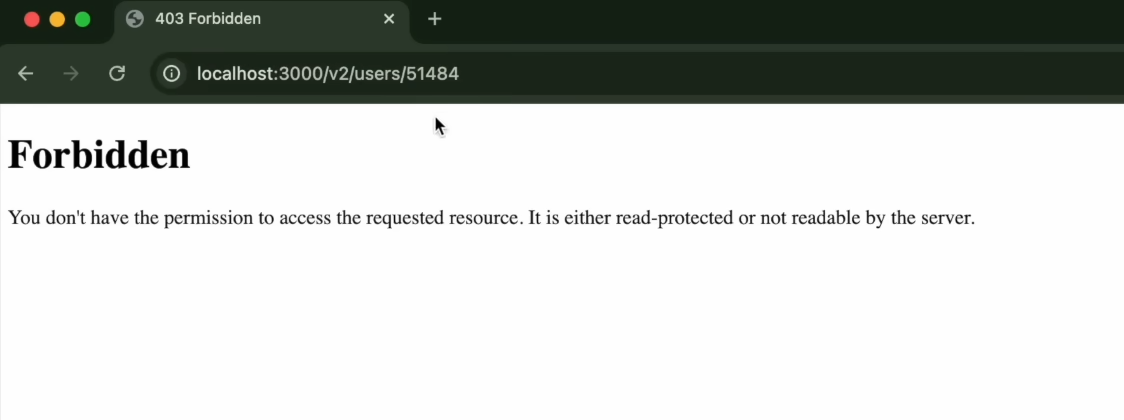 403 Forbidden
localhost:3000/v2/users/51484
Forbidden
You don't have the permission to access the requested resource. It is either read-protected or not readable by the server.